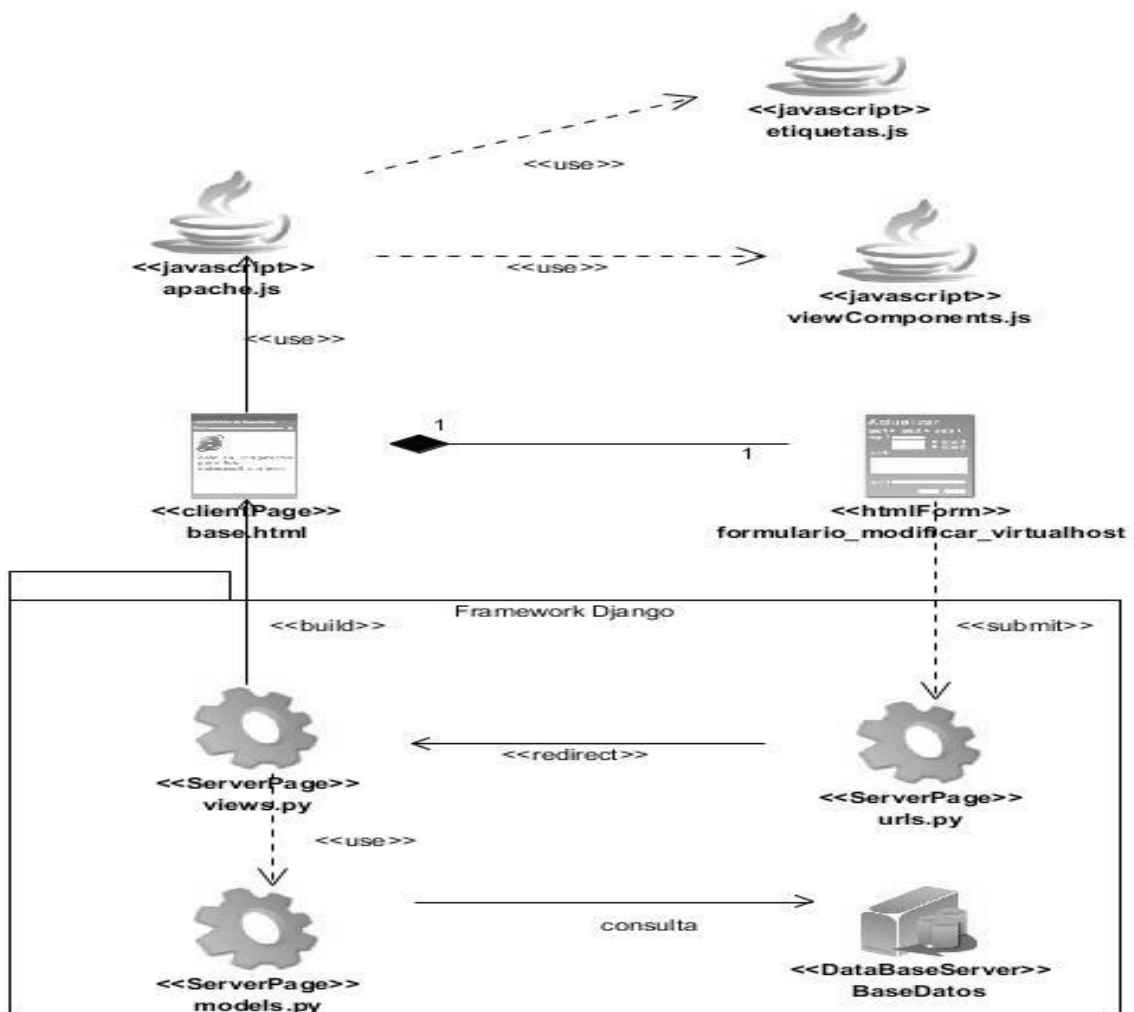 <<javascript>>
etiquetas.js
<<use>>
<<javascript>>
apache.js
<<use>>
<<javascript>>
viewComponents.js
<<use>>
1
1
Actualizar
<<clientPage>>
base.html
<<htmlForm>>
formulario_modificar_virtualhost
Framework Django
<<build>>
<<submit>>
<<redirect>>
<<ServerPage>>
views.py
<<ServerPage>>
urls.py
<<use>>
consulta
<<ServerPage>>
models.py
<<DataBaseServer>>
BaseDatos